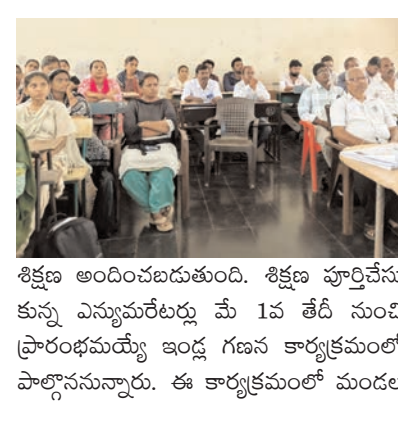 శిక్షణ అందించబడుతుంది. శిక్షణ పూర్తిచేసు
కున్న ఎన్యుమరేటర్లు మే 1వ తేదీ నుంచి
ప్రారంభమయ్యే ఇండ్ల గణన కార్యక్రమంలో
పాల్గొననున్నారు. ఈ కార్యక్రమంలో మండల